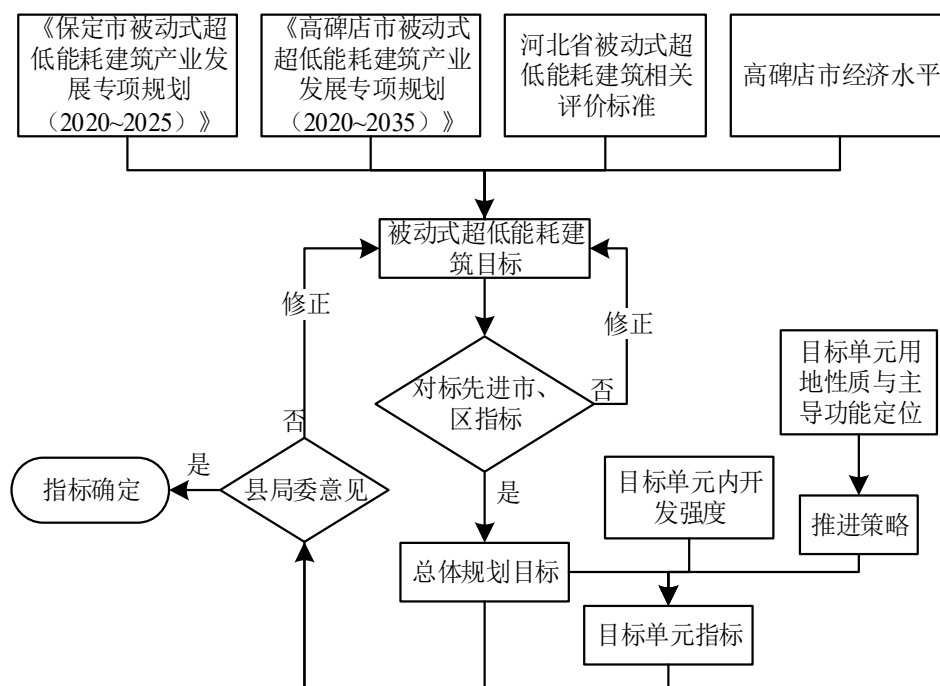 《保定市被动式超
低能耗建筑产业发
展专项规划
（2020~2025）》
《高碑店市被动式
超低能耗建筑产业
发展专项规划
（2020~2035）》
河北省被动式超
低能耗建筑相关
评价标准
高碑店市经济水平
被动式超低能耗建
筑目标
修正
修正
对标先进市、
区指标
否
目标单元用
地性质与主
导功能定位
否
是
指标确定
县局委意见
是
目标单元内开
发强度
推进策略
总体规划目标
目标单元指标